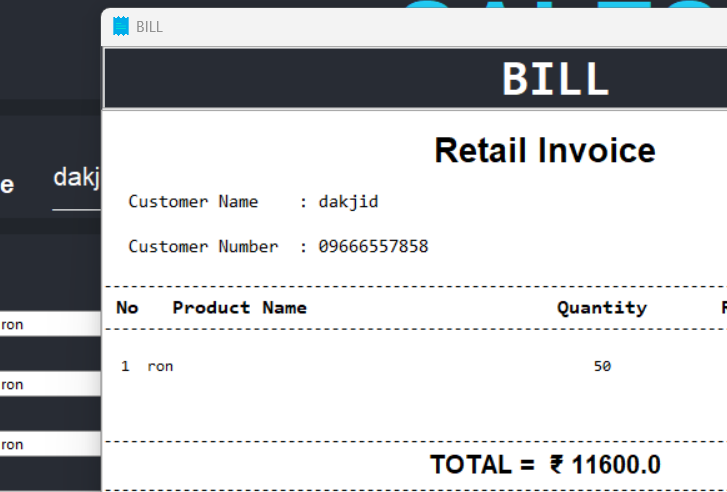 BILL
BILL
Retail Invoice
dakj
e
Customer Name : dakjid
Customer Number : 09666557858
No Product Name Quantity
ron
1 ron 50
ron
ron
TOTAL = ₹ 11600.0